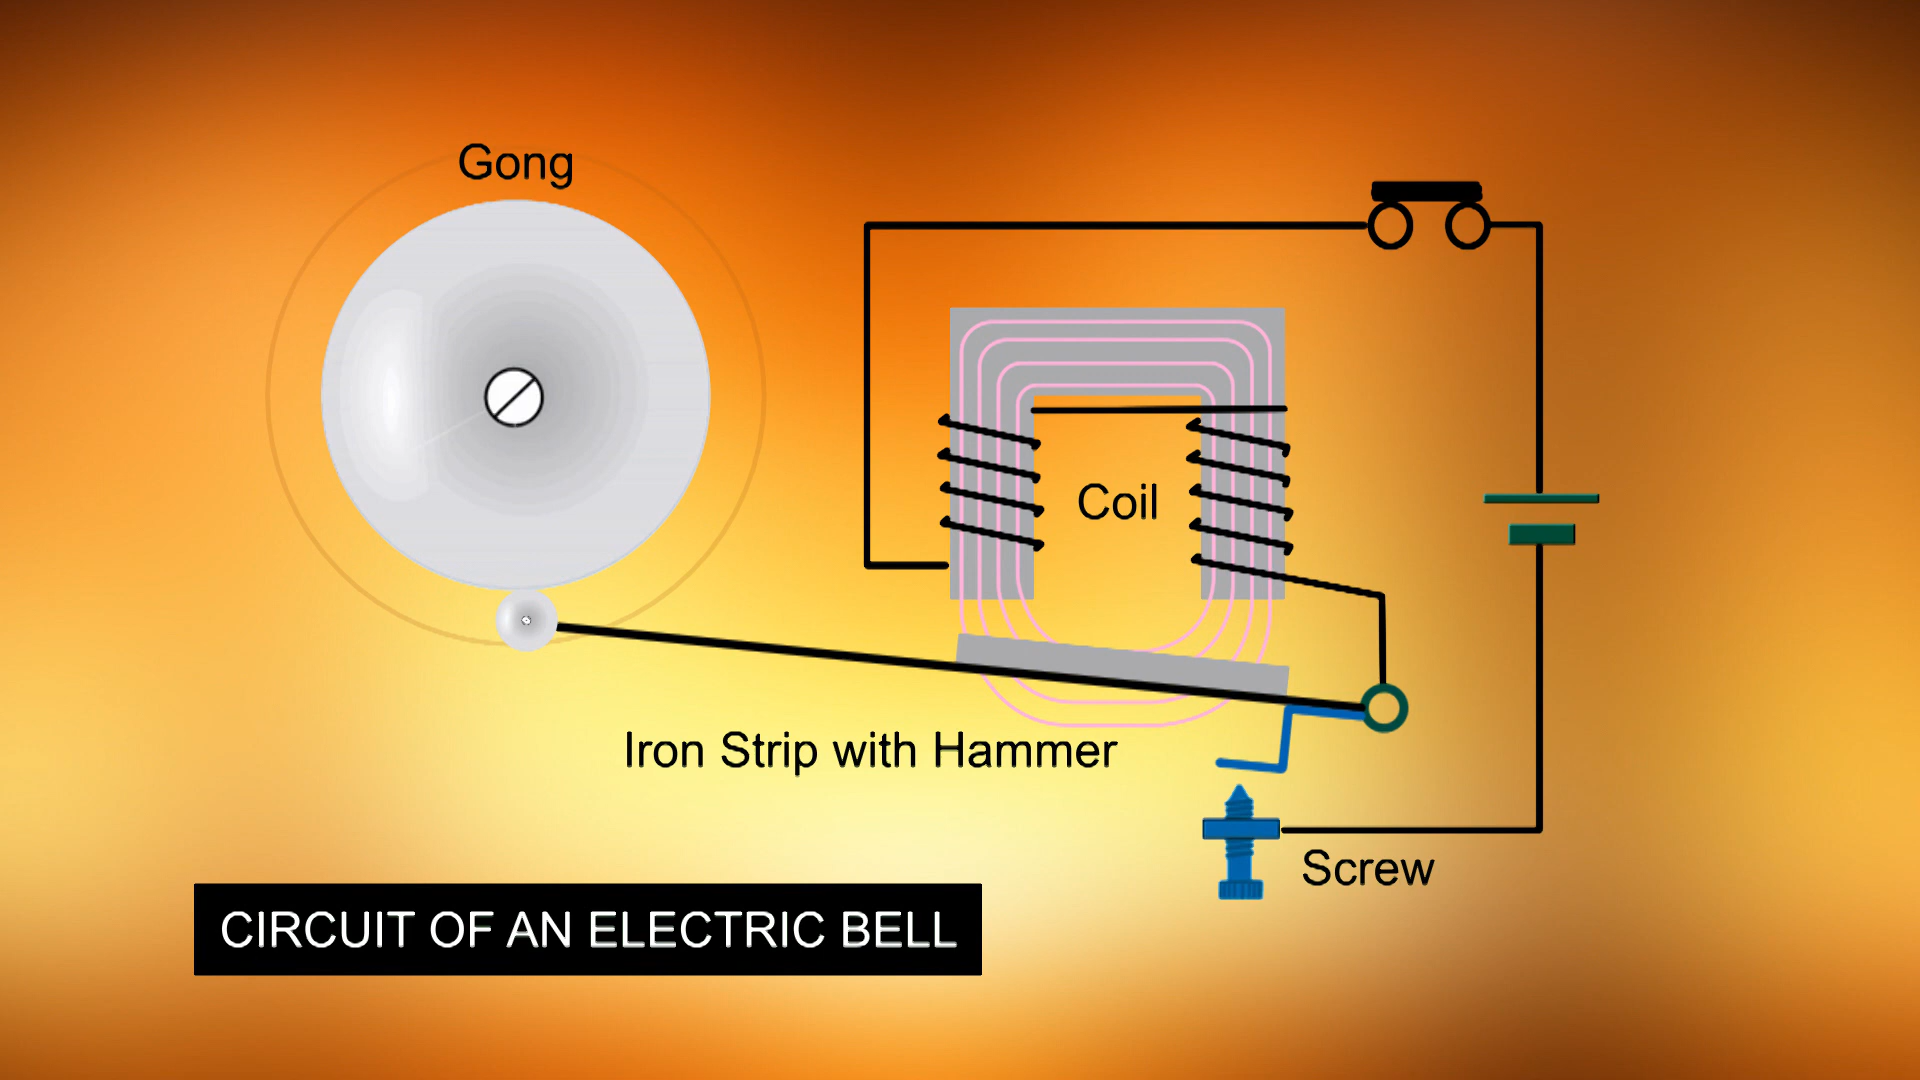 Gong
Coil
Iron Strip with Hammer
Screw
CIRCUIT OF AN ELECTRIC BELL